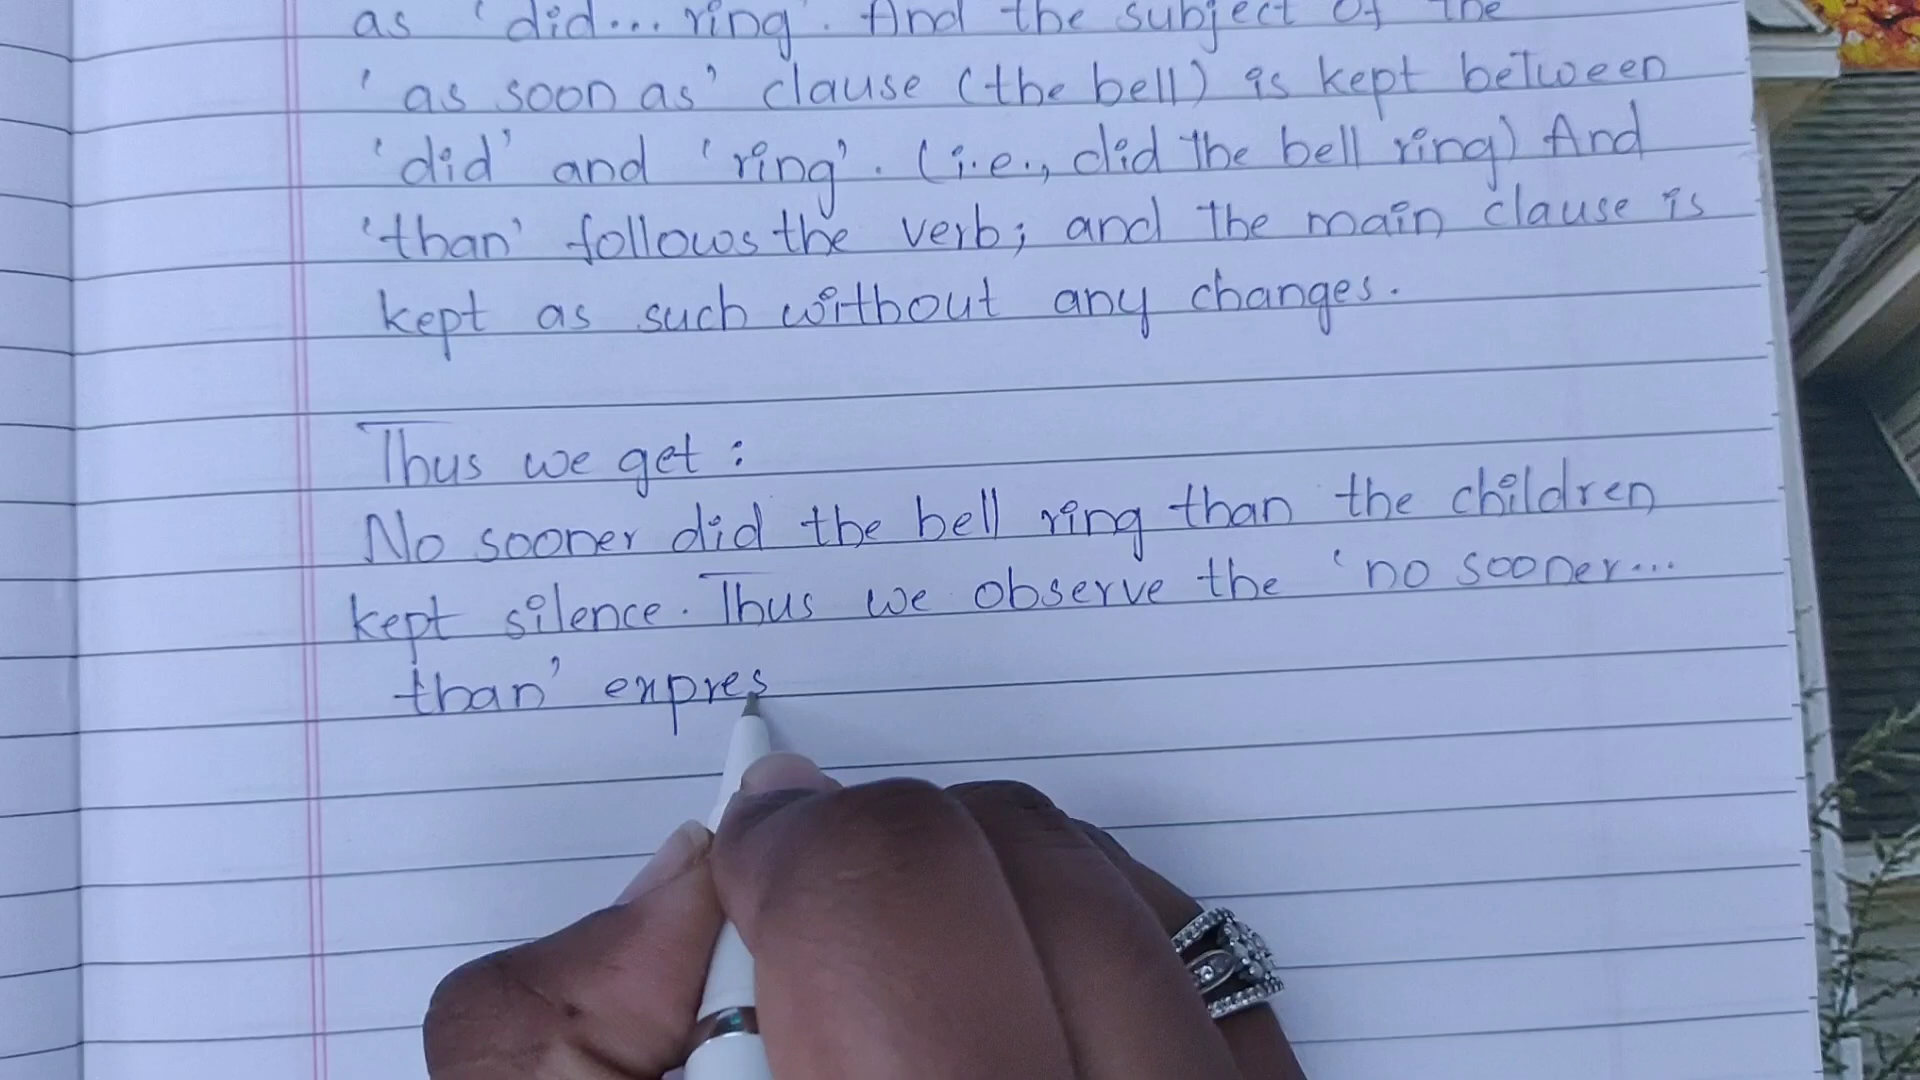 as 'did... ring'. And the subject of the
'as soon as' clause (the bell) is kept between
'did' and 'ring'. (i.e., did the bell ring) And
'than' follows the verb; and the main clause is
kept as such without any changes.
Thus we get:
No sooner did the bell ring than the children
kept silence. Thus we observe the 'no sooner...
than' expres